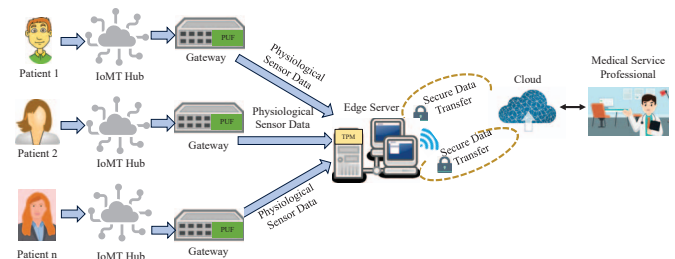 Patient 1
IoMT Hub
PUF
Gateway
Physiological
Sensor Data
Patient 2
IoMT Hub
PUF
Gateway
Physiological
Sensor Data
Patient n
IoMT Hub
PUF
Gateway
Physiological
Sensor Data
Edge Server
TPM
Secure Data
Transfer
Secure Data
Transfer
Cloud
Medical Service
Professional